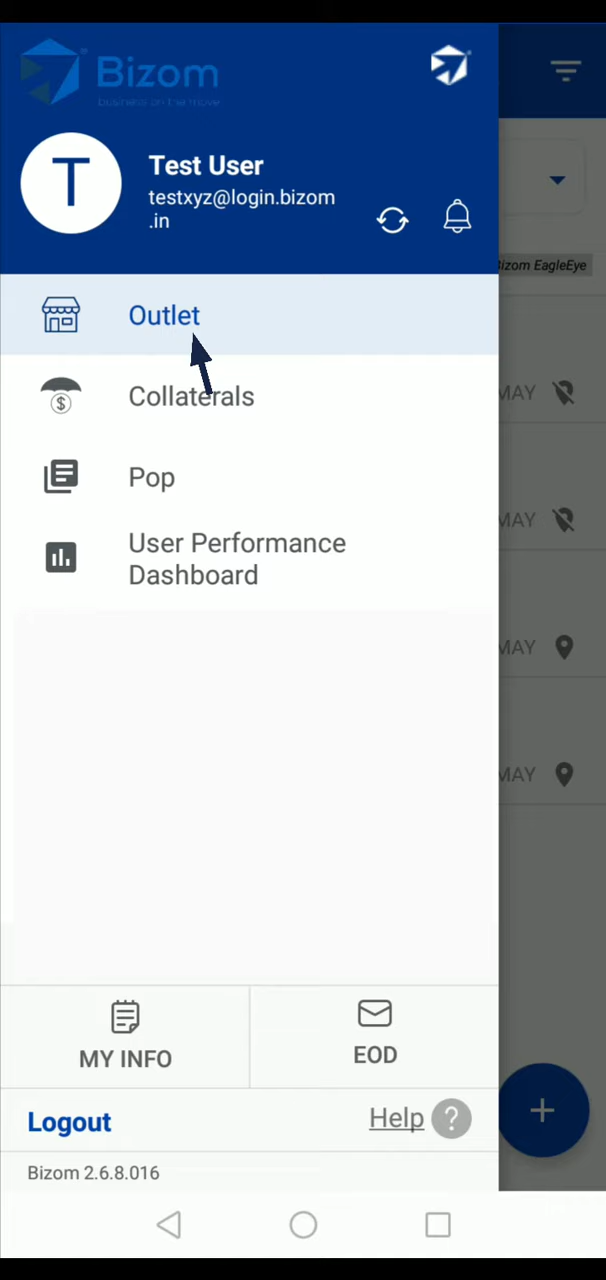 Bizom
business on the move
T
Test User
testxyz@login.bizom
.in
Bizom EagleEye
Outlet
MAY
Collaterals
Pop
MAY
User Performance
Dashboard
MAY
MAY
MY INFO
EOD
Logout
Help ?
Bizom 2.6.8.016